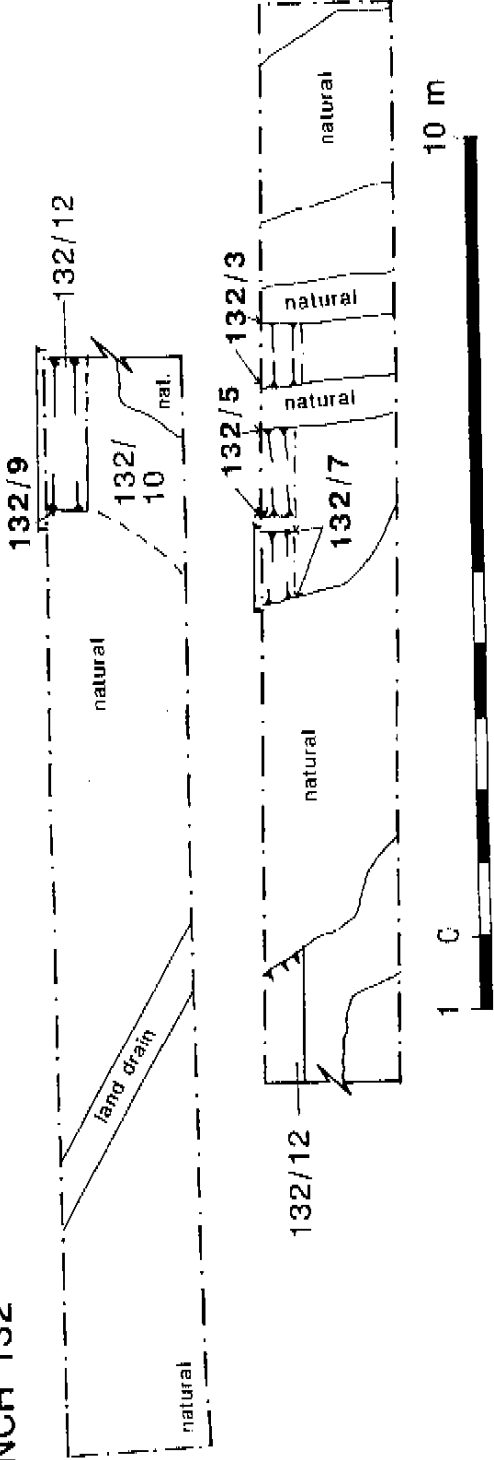 NCH 132
132/9
132/12
132/
10
nat.
natural
land drain
natural
132/12
natural
132/7
132/5
natural
132/3
natural
natural
1
0
10 m